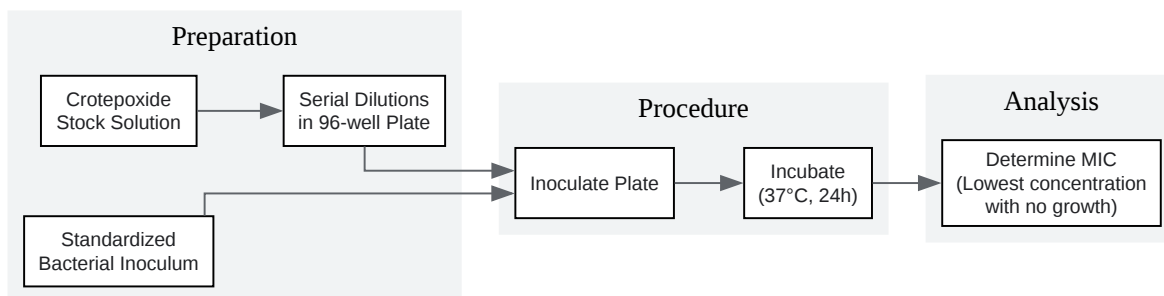 Preparation
Crotepoxide
Stock Solution
Serial Dilutions
in 96-well Plate
Standardized
Bacterial Inoculum
Procedure
Inoculate Plate
Incubate
(37°C, 24h)
Analysis
Determine MIC
(Lowest concentration
with no growth)